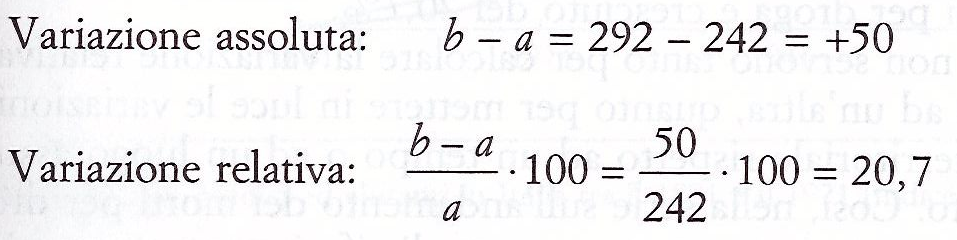 Variazione assoluta: b – a = 292 – 242 = +50
Variazione relativa: b – a / a · 100 = 50 / 242 · 100 = 20,7